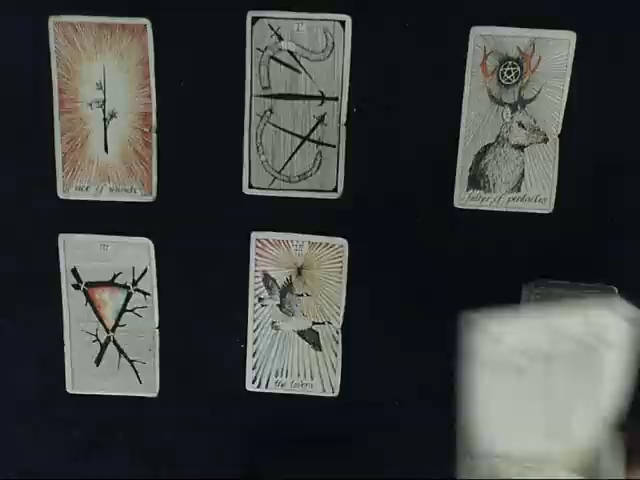 ace of wands
I
father of pentacles
III
the lovers